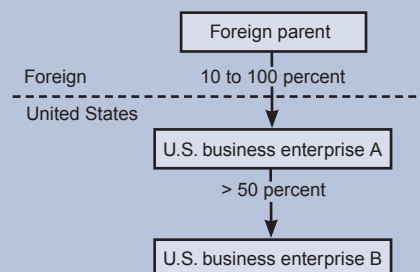 Foreign parent
Foreign
10 to 100 percent
United States
U.S. business enterprise A
> 50 percent
U.S. business enterprise B